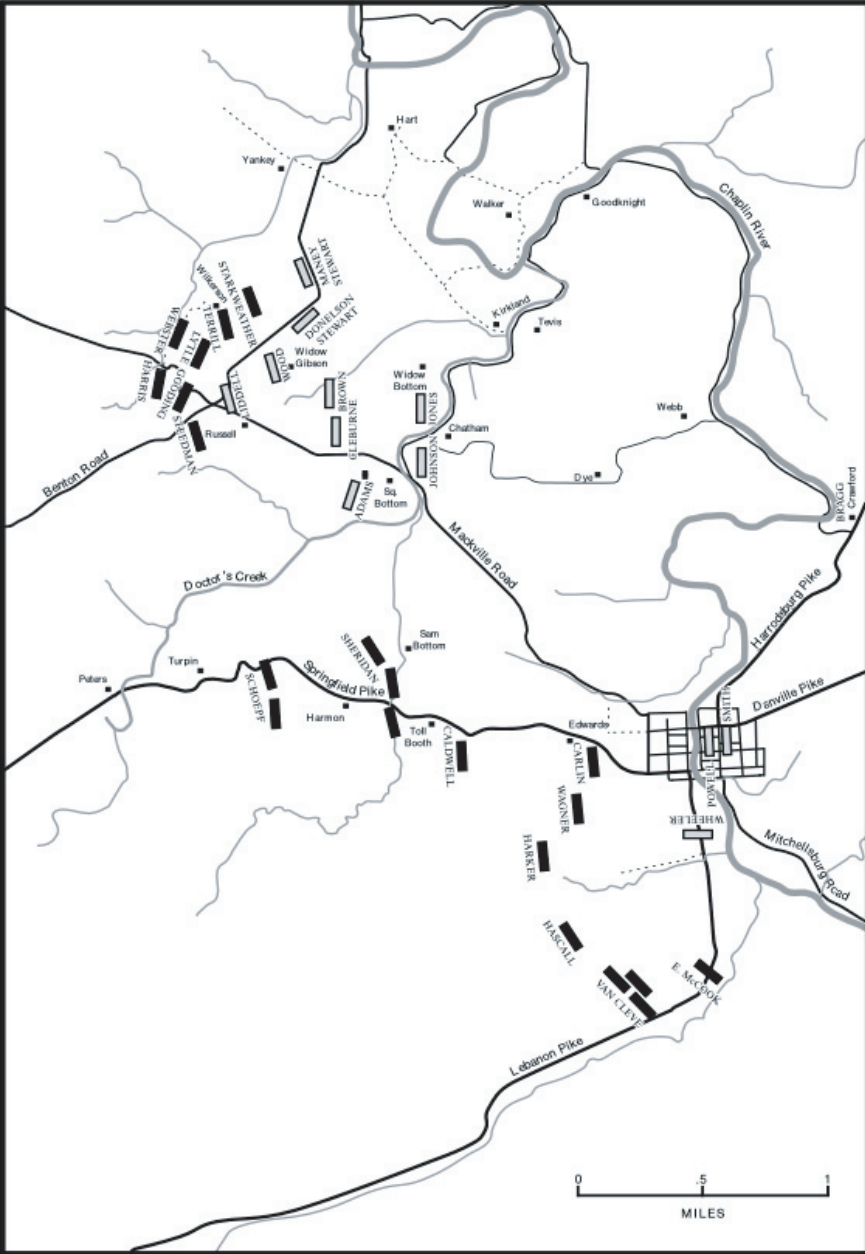 Hart
Yankey
Walker
Goodknight
Chaplin River
MANEY
STEWART
STARKWEATHER
Wilkerson
TERRILL
DONELSON
STEWART
Kirkland
Tevis
WEBSTER
LYTLE
HARRIS
GOODING
WOOD
Widow
Gibson
Widow
Bottom
BROWN
JONES
LIDDELL
STEEDMAN
Russell
CLEBURNE
JOHNSON
Chatham
Webb
Benton Road
ADAMS
Sq.
Bottom
Dye
BRAGG
Crawford
Mackville Road
Doctor's Creek
Harrodsburg Pike
Sam
Bottom
SHERIDAN
Turpin
Peters
Springfield Pike
SCHOEPF
Harmon
Toll
Booth
CALDWELL
Edwards
CARLIN
SMITH
Danville Pike
POWELL
WAGNER
WHEELER
HARKER
Mitchellsburg Road
HASCALL
VAN CLEVE
E. McCOOK
Lebanon Pike
0 .5 1
MILES